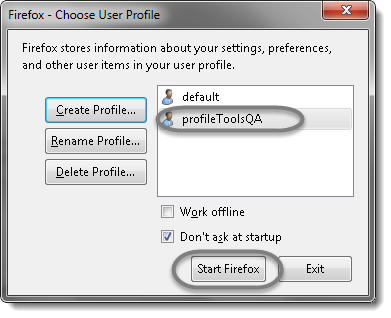 Firefox - Choose User Profile
Firefox stores information about your settings, preferences,
and other user items in your user profile.
Create Profile...
Rename Profile...
Delete Profile...
default
profileToolsQA
Work offline
Don't ask at startup
Start Firefox
Exit